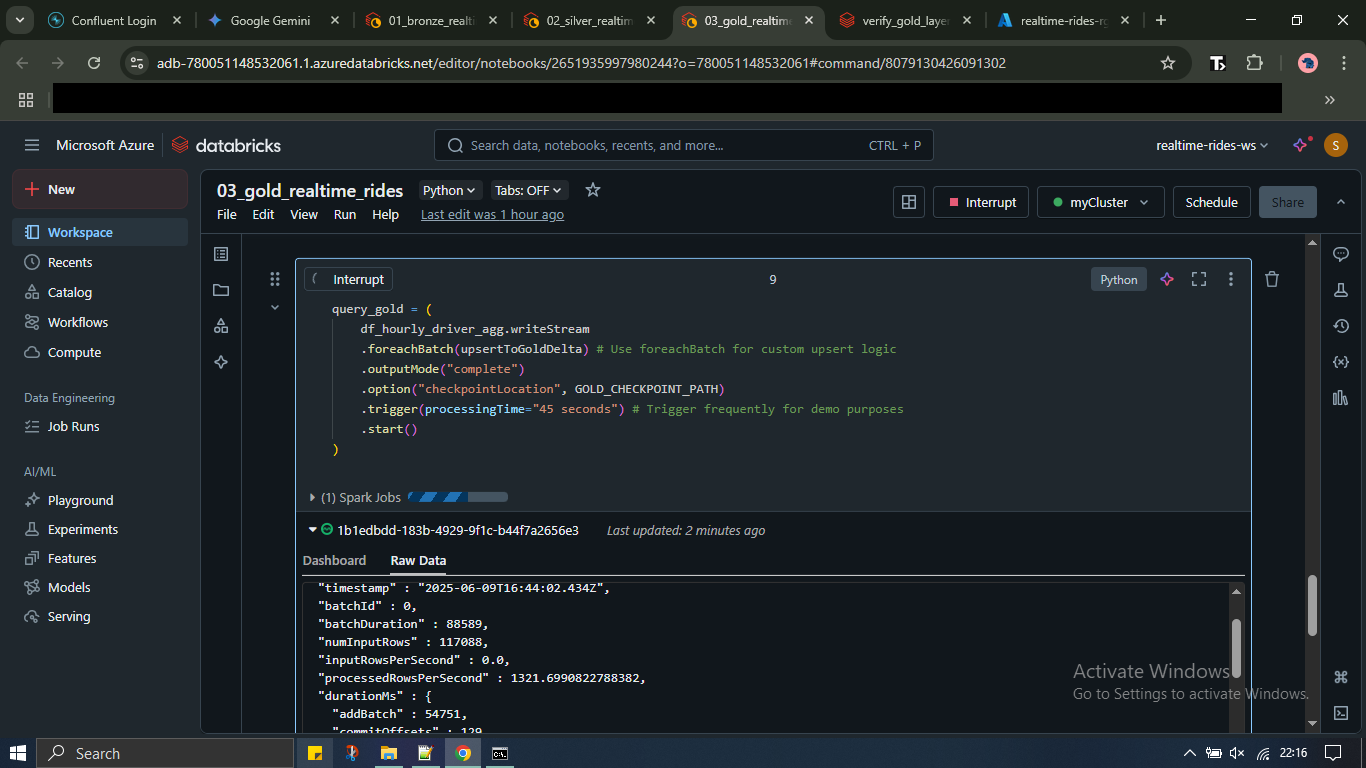 Confluent Login
Google Gemini
01_bronze_realti
02_silver_realtim
03_gold_realtime
verify_gold_laye
realtime-rides-rg
adb-780051148532061.1.azuredatabricks.net/editor/notebooks/2651935997980244?o=780051148532061#command/8079130426091302
Microsoft Azure
databricks
Search data, notebooks, recents, and more...
CTRL + P
realtime-rides-ws
S
New
Workspace
Recents
Catalog
Workflows
Compute
Data Engineering
Job Runs
AI/ML
Playground
Experiments
Features
Models
Serving
03_gold_realtime_rides
Python
Tabs: OFF
File Edit View Run Help
Last edit was 1 hour ago
Interrupt
myCluster
Schedule
Share
Interrupt
9
Python
query_gold = (
df_hourly_driver_agg.writeStream
.foreachBatch(upsertToGoldDelta) # Use foreachBatch for custom upsert logic
.outputMode("complete")
.option("checkpointLocation", GOLD_CHECKPOINT_PATH)
.trigger(processingTime="45 seconds") # Trigger frequently for demo purposes
.start()
)
(1) Spark Jobs
1b1edbdd-183b-4929-9f1c-b44f7a2656e3
Last updated: 2 minutes ago
Dashboard
Raw Data
"timestamp" : "2025-06-09T16:44:02.434Z",
"batchId" : 0,
"batchDuration" : 88589,
"numInputRows" : 117088,
"inputRowsPerSecond" : 0.0,
"processedRowsPerSecond" : 1321.6990822788382,
"durationMs" : {
"addBatch" : 54751,
"commitOffsets" : 129
Activate Windows
Go to Settings to activate Windows.
Search
22:16